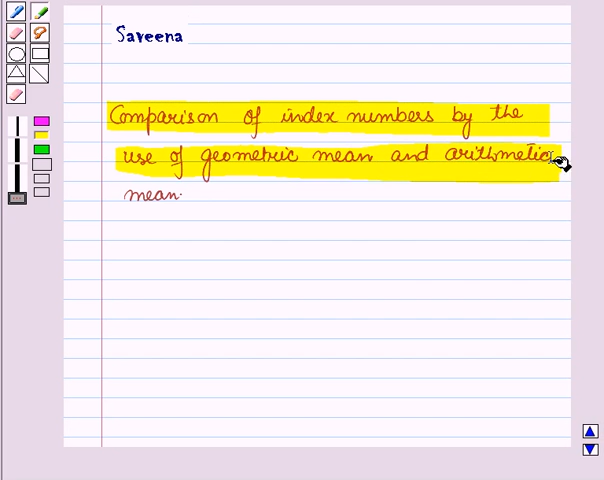 Saveena
Comparison of index numbers by the
use of geometric mean and arithmetic
mean.